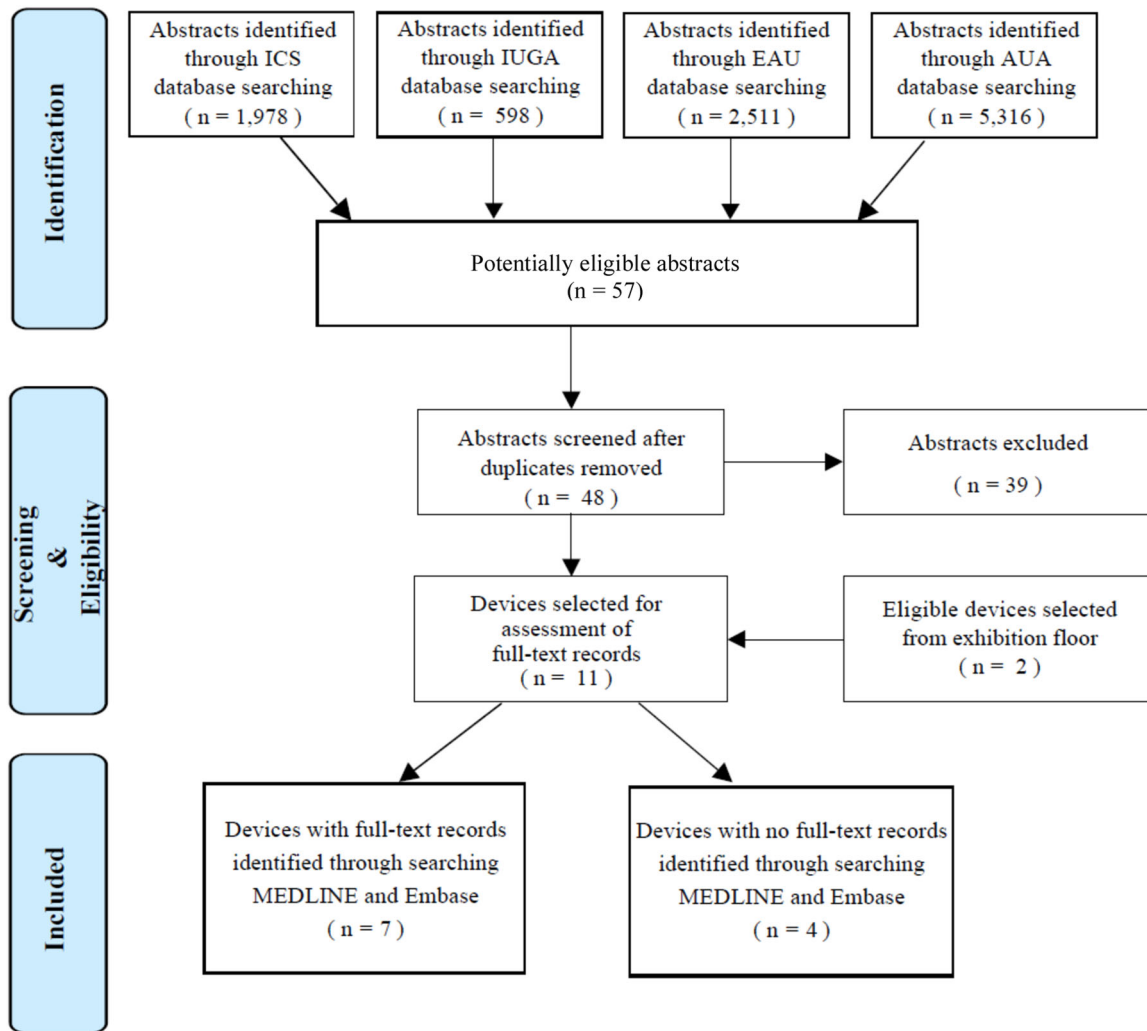 Identification
Abstracts identified
through ICS
database searching
( n = 1,978 )
Abstracts identified
through IUGA
database searching
( n =  598 )
Abstracts identified
through EAU
database searching
( n = 2,511 )
Abstracts identified
through AUA
database searching
( n = 5,316 )
Potentially eligible abstracts
(n = 57)
Screening
&
Eligibility
Abstracts screened after
duplicates removed
( n =  48 )
Abstracts excluded
( n = 39 )
Devices selected for
assessment of
full-text records
( n =  11 )
Eligible devices selected
from exhibition floor
( n =  2 )
Included
Devices with full-text records
identified through searching
MEDLINE and Embase
( n = 7 )
Devices with no full-text records
identified through searching
MEDLINE and Embase
( n = 4 )